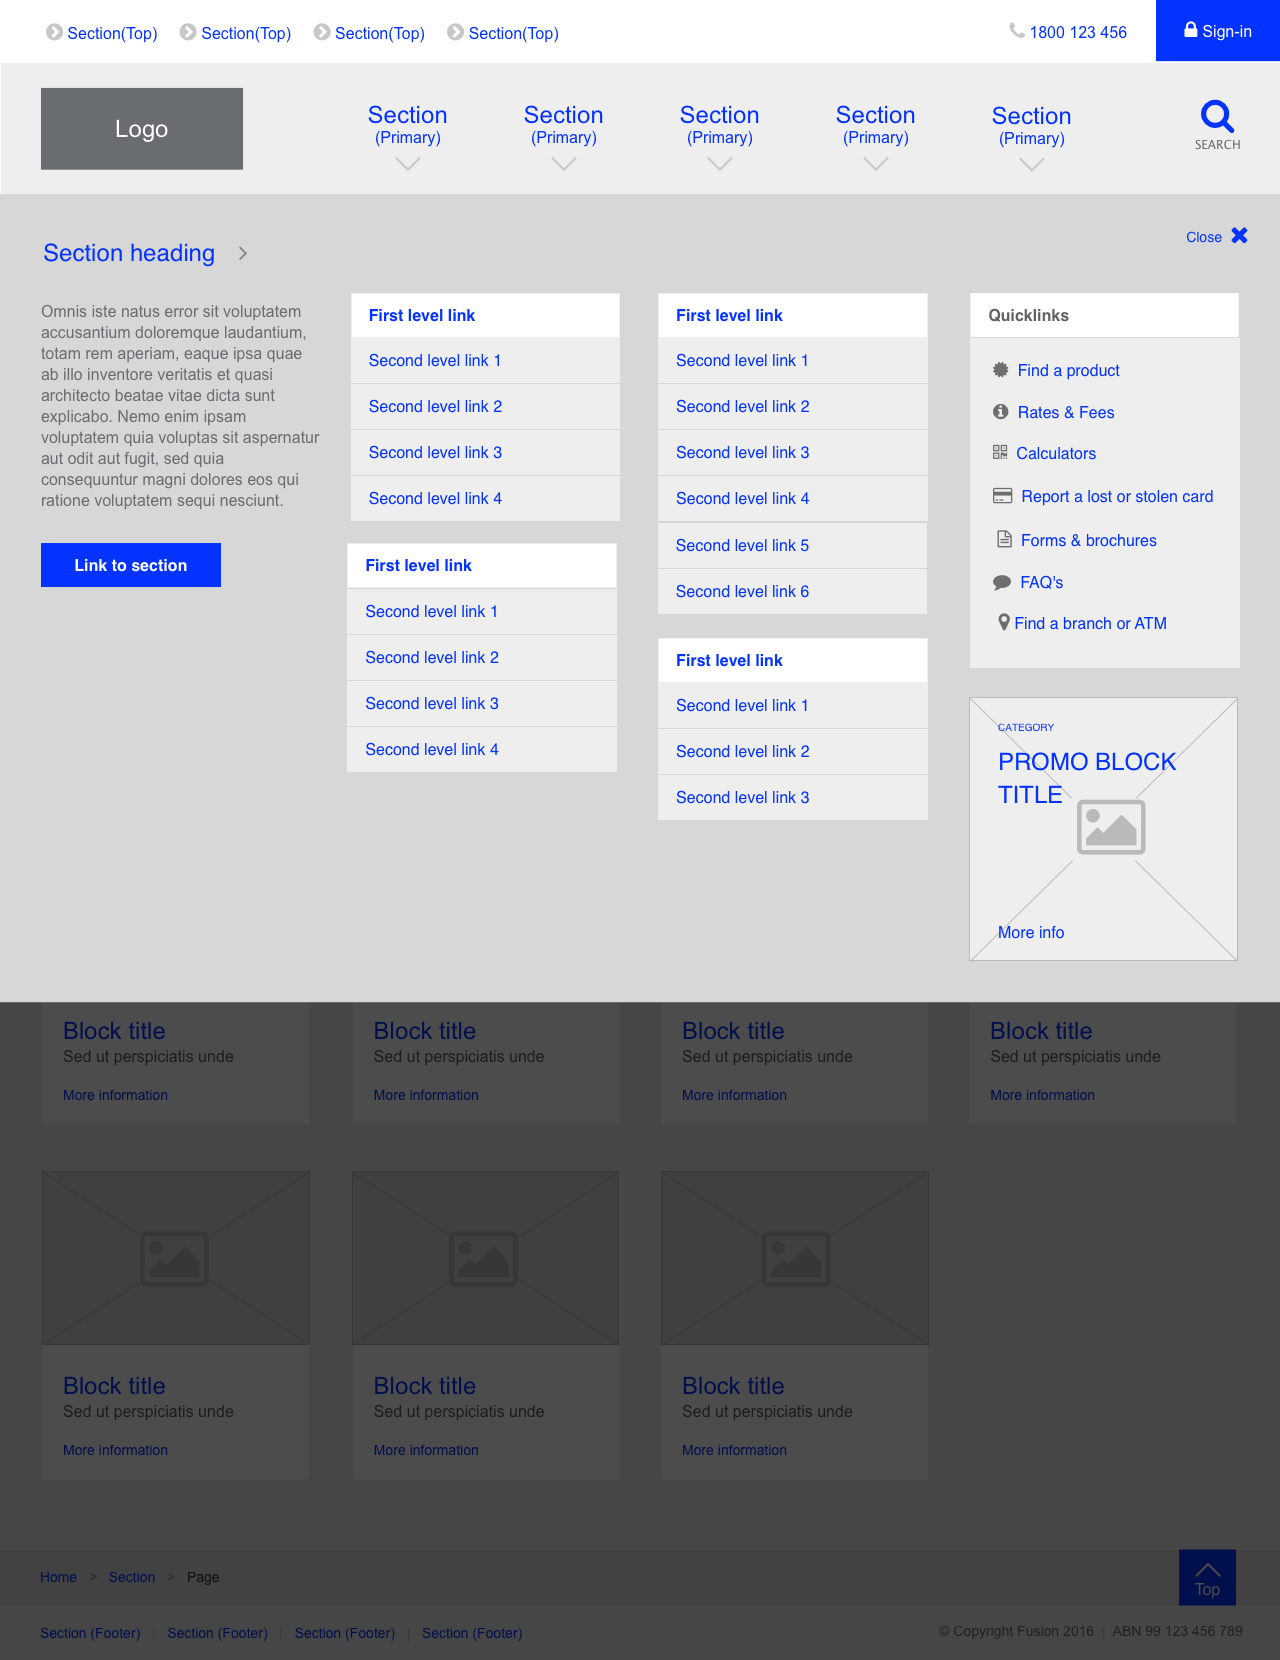 Section(Top) Section(Top) Section(Top) Section(Top) 1800 123 456 Sign-in
Logo
Section Section Section Section Section
(Primary) (Primary) (Primary) (Primary) (Primary)
SEARCH
Section heading
Close
Omnis iste natus error sit voluptatem
accusantium doloremque laudantium,
totam rem aperiam, eaque ipsa quae
ab illo inventore veritatis et quasi
architecto beatae vitae dicta sunt
explicabo. Nemo enim ipsam
voluptatem quia voluptas sit aspernatur
aut odit aut fugit, sed quia
consequuntur magni dolores eos qui
ratione voluptatem sequi nesciunt.
Link to section
First level link
Second level link 1
Second level link 2
Second level link 3
Second level link 4
First level link
Second level link 1
Second level link 2
Second level link 3
Second level link 4
First level link
Second level link 1
Second level link 2
Second level link 3
Second level link 4
Second level link 5
Second level link 6
First level link
Second level link 1
Second level link 2
Second level link 3
Quicklinks
Find a product
Rates & Fees
Calculators
Report a lost or stolen card
Forms & brochures
FAQ's
Find a branch or ATM
CATEGORY
PROMO BLOCK
TITLE
More info
Block title Block title Block title Block title
Sed ut perspiciatis unde Sed ut perspiciatis unde Sed ut perspiciatis unde Sed ut perspiciatis unde
More information More information More information More information
Block title Block title Block title
Sed ut perspiciatis unde Sed ut perspiciatis unde Sed ut perspiciatis unde
More information More information More information
Home > Section > Page
Top
Section (Footer) | Section (Footer) | Section (Footer) | Section (Footer)
© Copyright Fusion 2016 | ABN 99 123 456 789